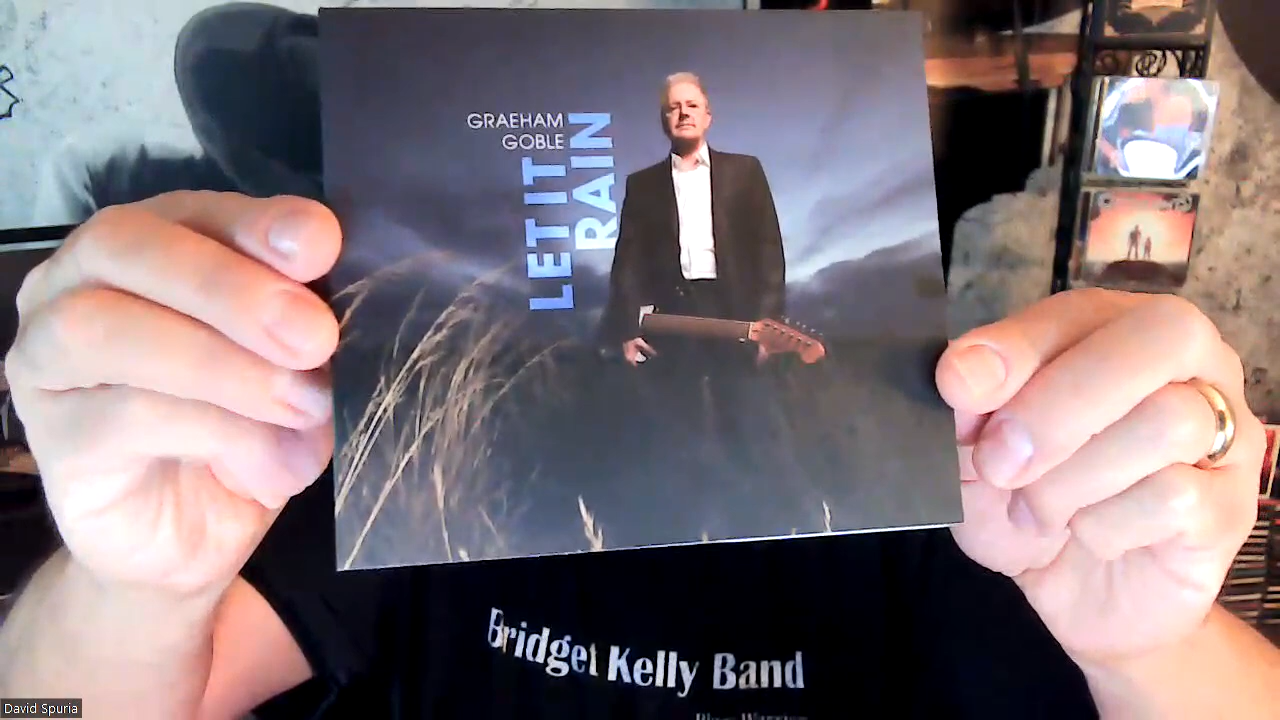 GRAEHAM
GOBLE
LET IT
RAIN
Bridget Kelly Band
David Spuria